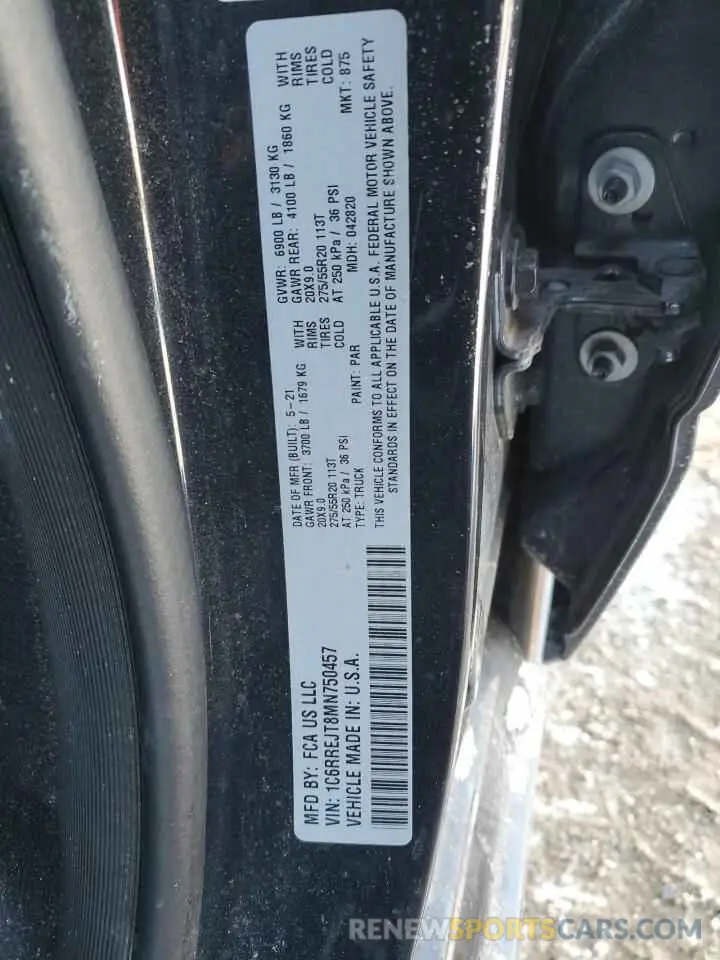 MFD BY: FCA US LLC
VIN: 1C6RREJT8MN750457
VEHICLE MADE IN: U.S.A.
DATE OF MFR (BUILT): 5-21
GAWR FRONT: 3700 LB / 1679 KG WITH
20X9.0 RIMS
275/55R20 113T TIRES
AT 250 kPa / 36 PSI COLD
TYPE: TRUCK PAINT: PAR
GVWR: 6900 LB / 3130 KG
GAWR REAR: 4100 LB / 1860 KG WITH
20X9.0 RIMS
275/55R20 113T TIRES
AT 250 kPa / 36 PSI COLD
MDH: 042820 MKT: 875
THIS VEHICLE CONFORMS TO ALL APPLICABLE U.S.A. FEDERAL MOTOR VEHICLE SAFETY
STANDARDS IN EFFECT ON THE DATE OF MANUFACTURE SHOWN ABOVE.
RENEWSPORTSCARS.COM